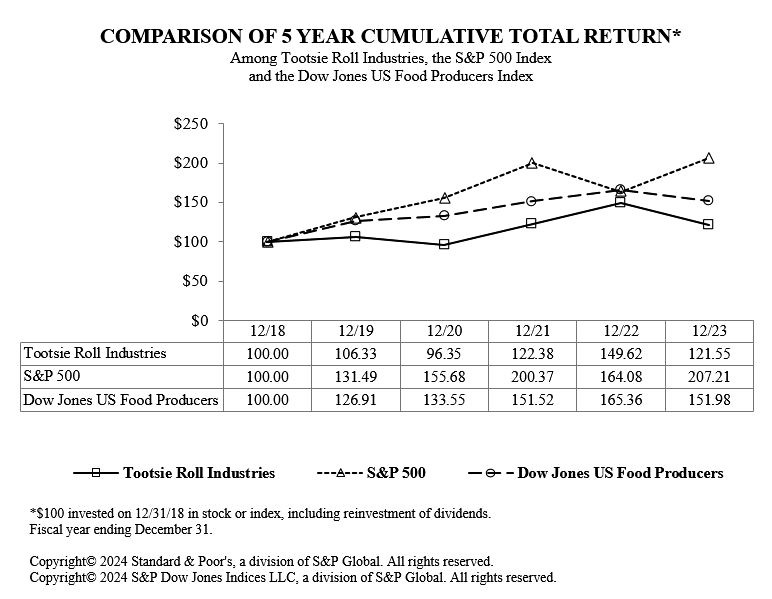 COMPARISON OF 5 YEAR CUMULATIVE TOTAL RETURN*
Among Tootsie Roll Industries, the S&P 500 Index
and the Dow Jones US Food Producers Index
$250
$200
$150
$100
$50
$0
12/18 12/19 12/20 12/21 12/22 12/23
Tootsie Roll Industries 100.00 106.33 96.35 122.38 149.62 121.55
S&P 500 100.00 131.49 155.68 200.37 164.08 207.21
Dow Jones US Food Producers 100.00 126.91 133.55 151.52 165.36 151.98
Tootsie Roll Industries S&P 500 Dow Jones US Food Producers
*$100 invested on 12/31/18 in stock or index, including reinvestment of dividends.
Fiscal year ending December 31.
Copyright© 2024 Standard & Poor's, a division of S&P Global. All rights reserved.
Copyright© 2024 S&P Dow Jones Indices LLC, a division of S&P Global. All rights reserved.